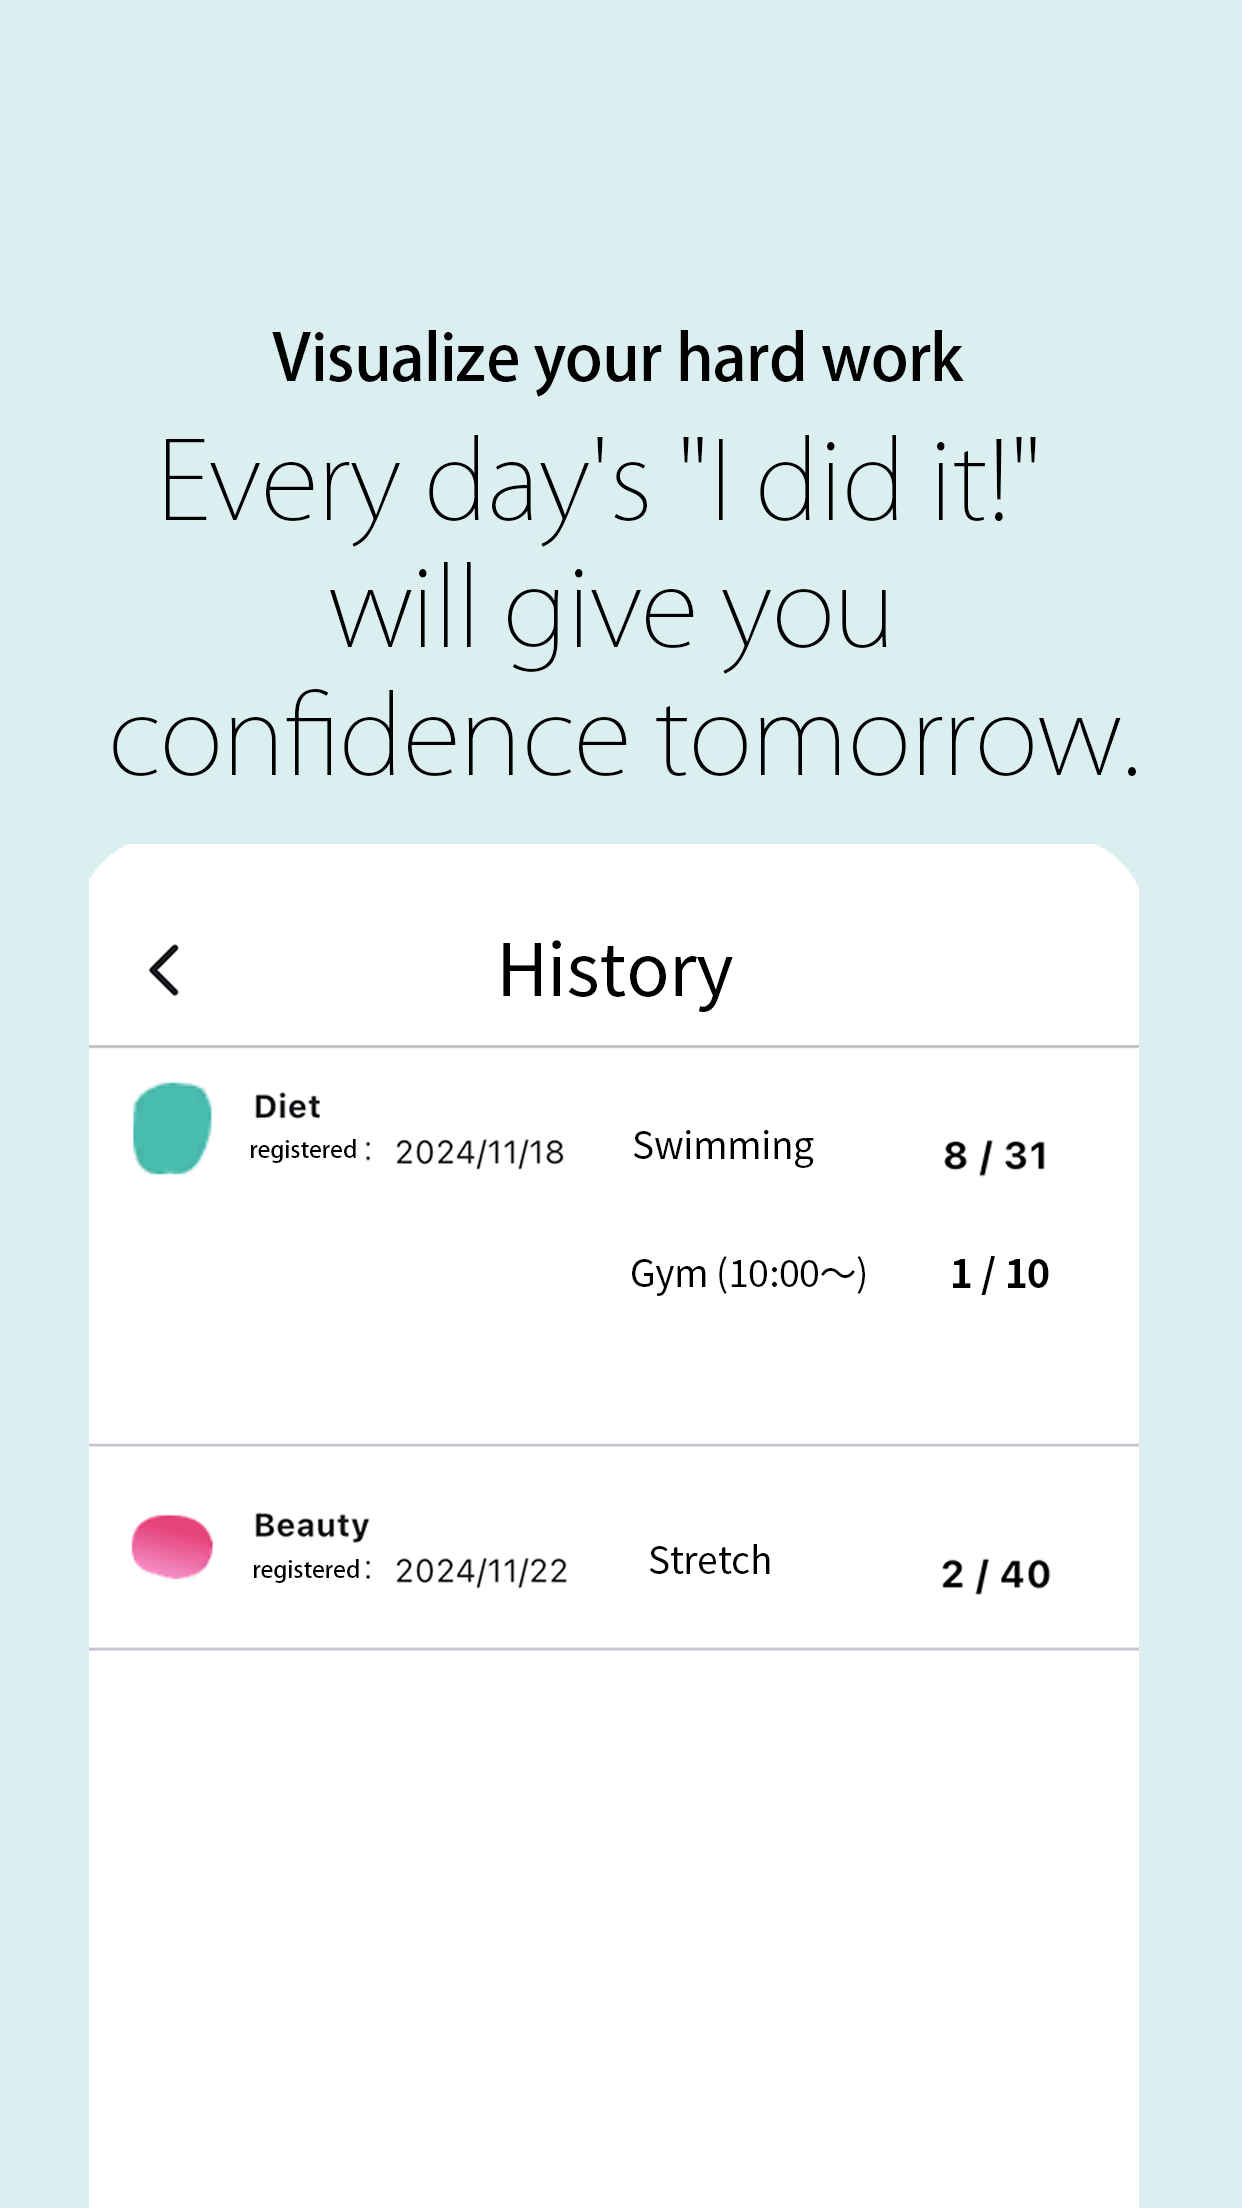 Visualize your hard work
Every day's "I did it!"
will give you
confidence tomorrow.
History
Diet
registered : 2024/11/18
Swimming
8 / 31
Gym (10:00〜)
1 / 10
Beauty
registered : 2024/11/22
Stretch
2 / 40